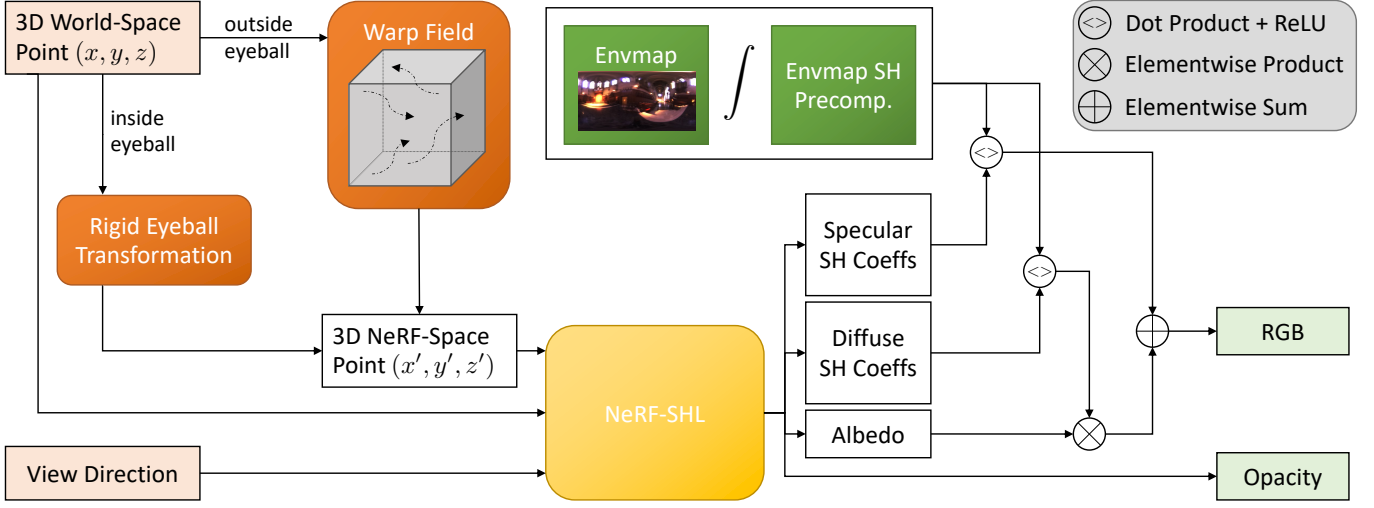 3D World-Space
Point (x, y, z)
outside
eyeball
inside
eyeball
Warp Field
Rigid Eyeball
Transformation
3D NeRF-Space
Point (x′, y′, z′)
View Direction
NeRF-SHL
Envmap
∫
Envmap SH
Precomp.
Specular
SH Coeffs
Diffuse
SH Coeffs
Albedo
<>
<>
RGB
Opacity
<> Dot Product + ReLU
Elementwise Product
Elementwise Sum